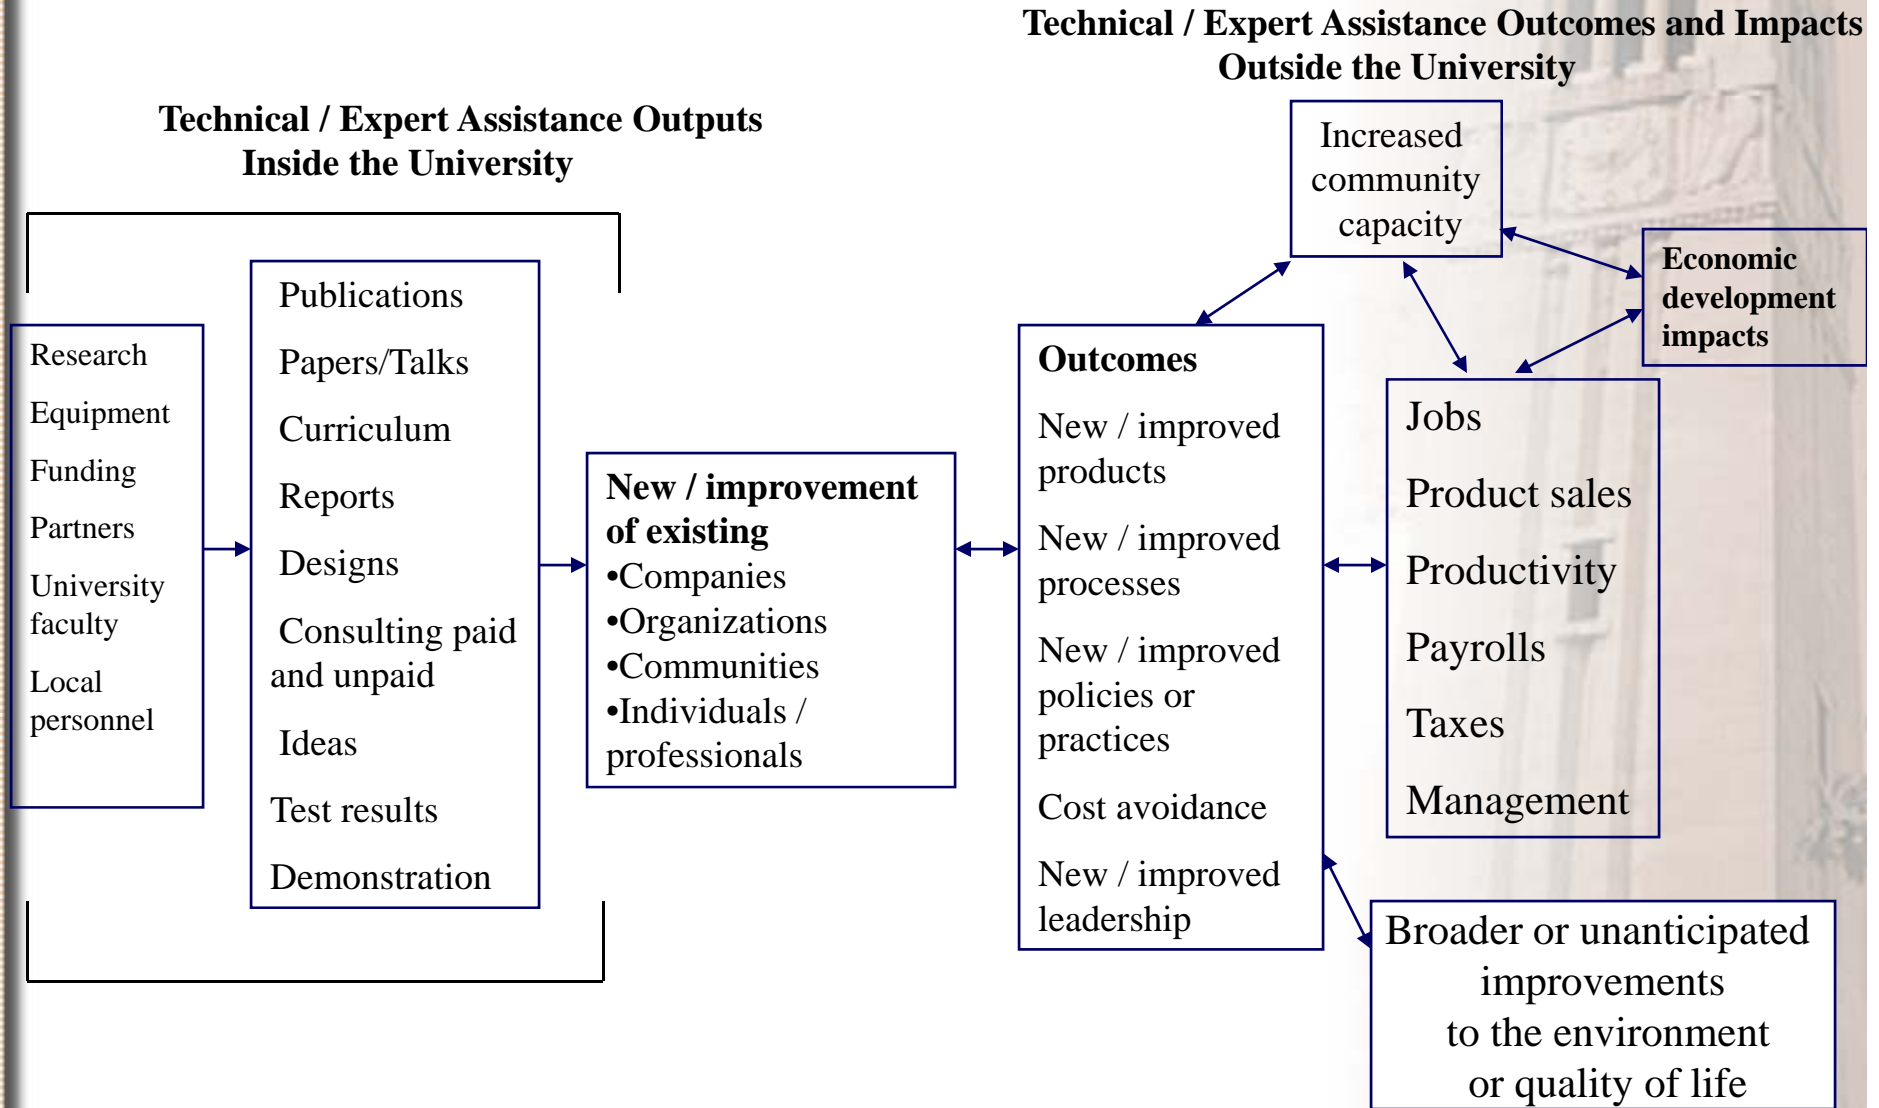 Technical / Expert Assistance Outcomes and Impacts
Outside the University
Technical / Expert Assistance Outputs
Inside the University
Research
Equipment
Funding
Partners
University
faculty
Local
personnel
Publications
Papers/Talks
Curriculum
Reports
Designs
Consulting paid
and unpaid
Ideas
Test results
Demonstration
New / improvement
of existing
•Companies
•Organizations
•Communities
•Individuals /
professionals
Outcomes
New / improved
products
New / improved
processes
New / improved
policies or
practices
Cost avoidance
New / improved
leadership
Increased
community
capacity
Economic
development
impacts
Jobs
Product sales
Productivity
Payrolls
Taxes
Management
Broader or unanticipated
improvements
to the environment
or quality of life